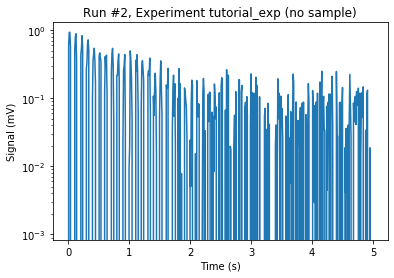 Run #2, Experiment tutorial_exp (no sample)
Signal (mV)
10⁰
10⁻¹
10⁻²
10⁻³
0 1 2 3 4 5
Time (s)